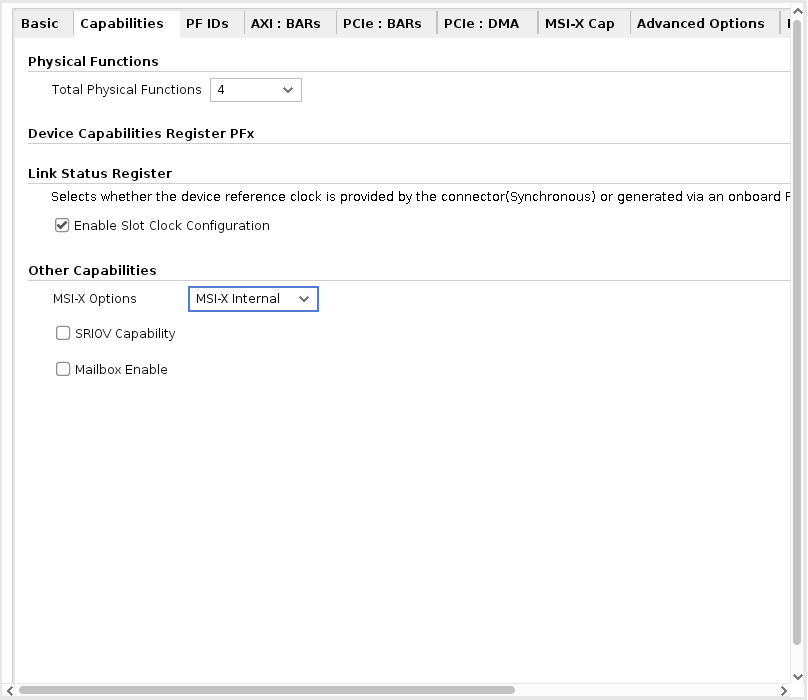 Basic Capabilities PF IDs AXI : BARs PCIe : BARs PCIe : DMA MSI-X Cap Advanced Options
Physical Functions
Total Physical Functions 4
Device Capabilities Register PFx
Link Status Register
Selects whether the device reference clock is provided by the connector(Synchronous) or generated via an onboard
Enable Slot Clock Configuration
Other Capabilities
MSI-X Options MSI-X Internal
SRIOV Capability
Mailbox Enable